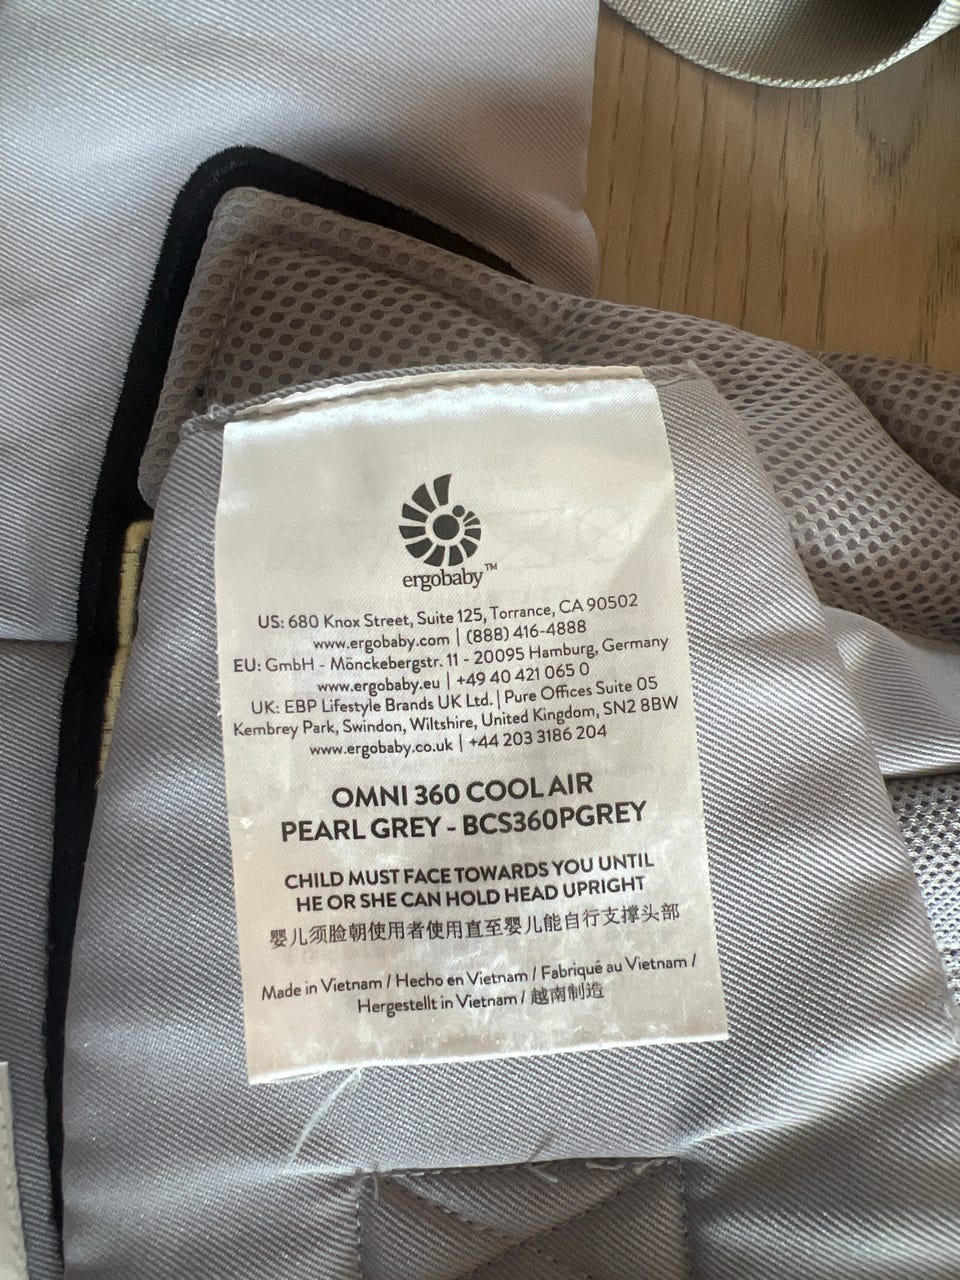 ergobaby™
US: 680 Knox Street, Suite 125, Torrance, CA 90502
www.ergobaby.com | (888) 416-4888
EU: GmbH - Mönckebergstr. 11 - 20095 Hamburg, Germany
www.ergobaby.eu | +49 40 421 065 0
UK: EBP Lifestyle Brands UK Ltd. | Pure Offices Suite 05
Kembrey Park, Swindon, Wiltshire, United Kingdom, SN2 8BW
www.ergobaby.co.uk | +44 203 3186 204
OMNI 360 COOL AIR
PEARL GREY - BCS360PGREY
CHILD MUST FACE TOWARDS YOU UNTIL
HE OR SHE CAN HOLD HEAD UPRIGHT
婴儿须脸朝使用者使用直至婴儿能自行支撑头部
Made in Vietnam / Hecho en Vietnam / Fabriqué au Vietnam /
Hergestellt in Vietnam / 越南制造